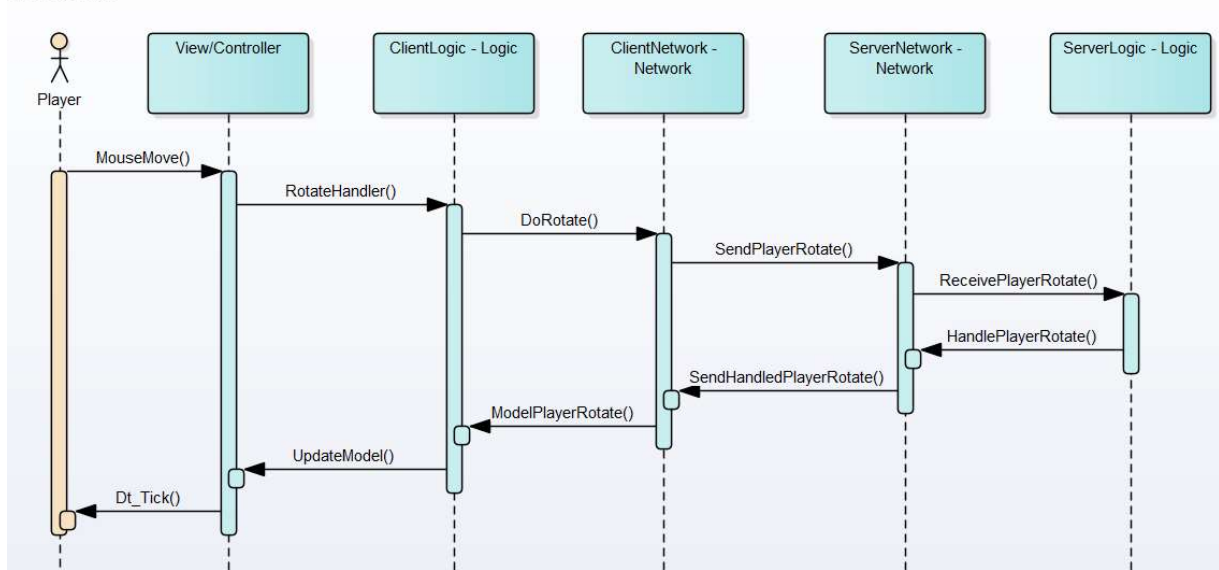 View/Controller
ClientLogic - Logic
ClientNetwork -
Network
ServerNetwork -
Network
ServerLogic - Logic
Player
MouseMove()
RotateHandler()
DoRotate()
SendPlayerRotate()
ReceivePlayerRotate()
HandlePlayerRotate()
SendHandledPlayerRotate()
ModelPlayerRotate()
UpdateModel()
Dt_Tick()